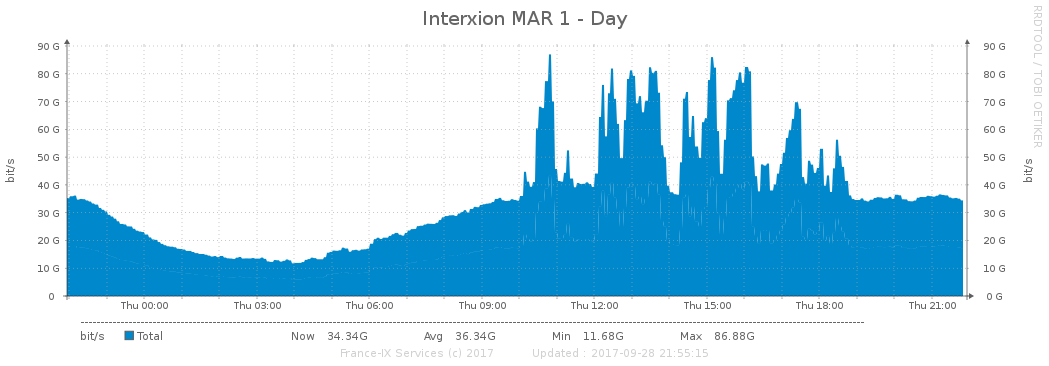 Interxion MAR 1 - Day
RRDTOOL / TOBI OETIKER
bit/s
90 G
80 G
70 G
60 G
50 G
40 G
30 G
20 G
10 G
0
90 G
80 G
70 G
60 G
50 G
40 G
30 G
20 G
10 G
0 G
bit/s
Thu 00:00 Thu 03:00 Thu 06:00 Thu 09:00 Thu 12:00 Thu 15:00 Thu 18:00 Thu 21:00
bit/s Total Now 34.34G Avg 36.34G Min 11.68G Max 86.88G
France-IX Services (c) 2017 Updated : 2017-09-28 21:55:15